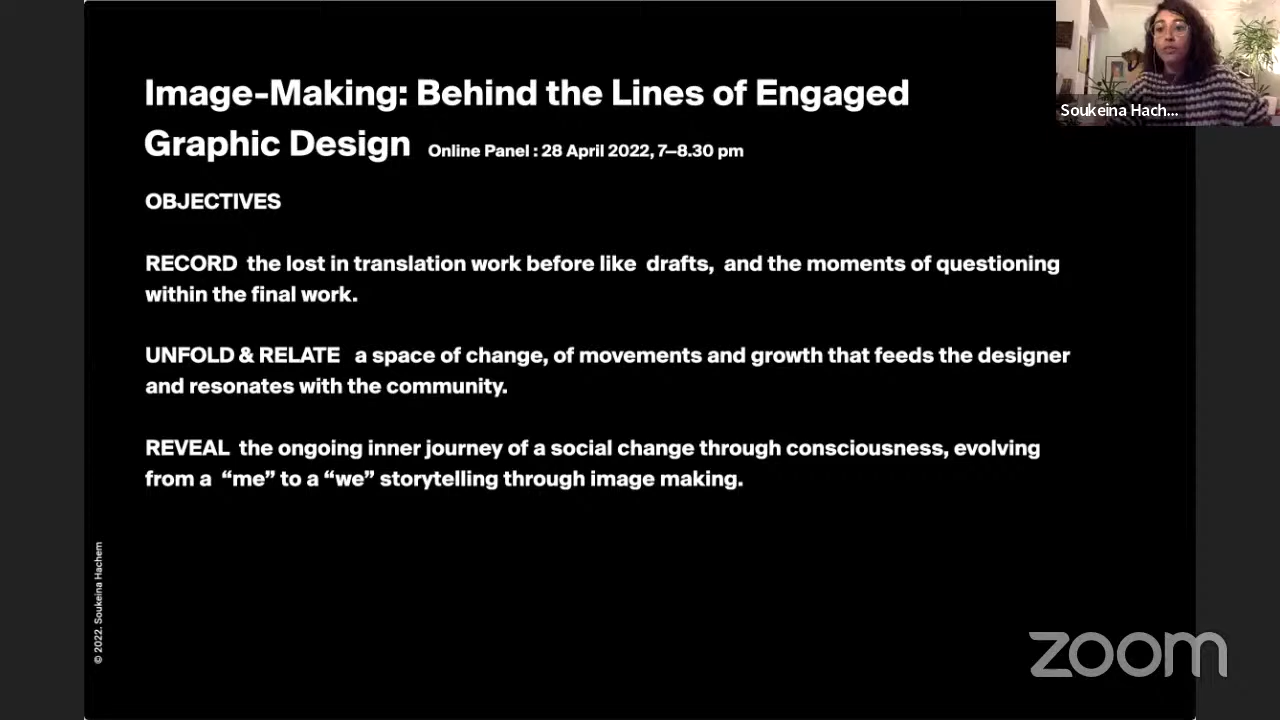 Image-Making: Behind the Lines of Engaged
Graphic Design Online Panel : 28 April 2022, 7–8.30 pm
OBJECTIVES
RECORD the lost in translation work before like drafts, and the moments of questioning
within the final work.
UNFOLD & RELATE a space of change, of movements and growth that feeds the designer
and resonates with the community.
REVEAL the ongoing inner journey of a social change through consciousness, evolving
from a “me” to a “we” storytelling through image making.
© 2022. Soukeina Hachem
Soukeina Hach...
zoom